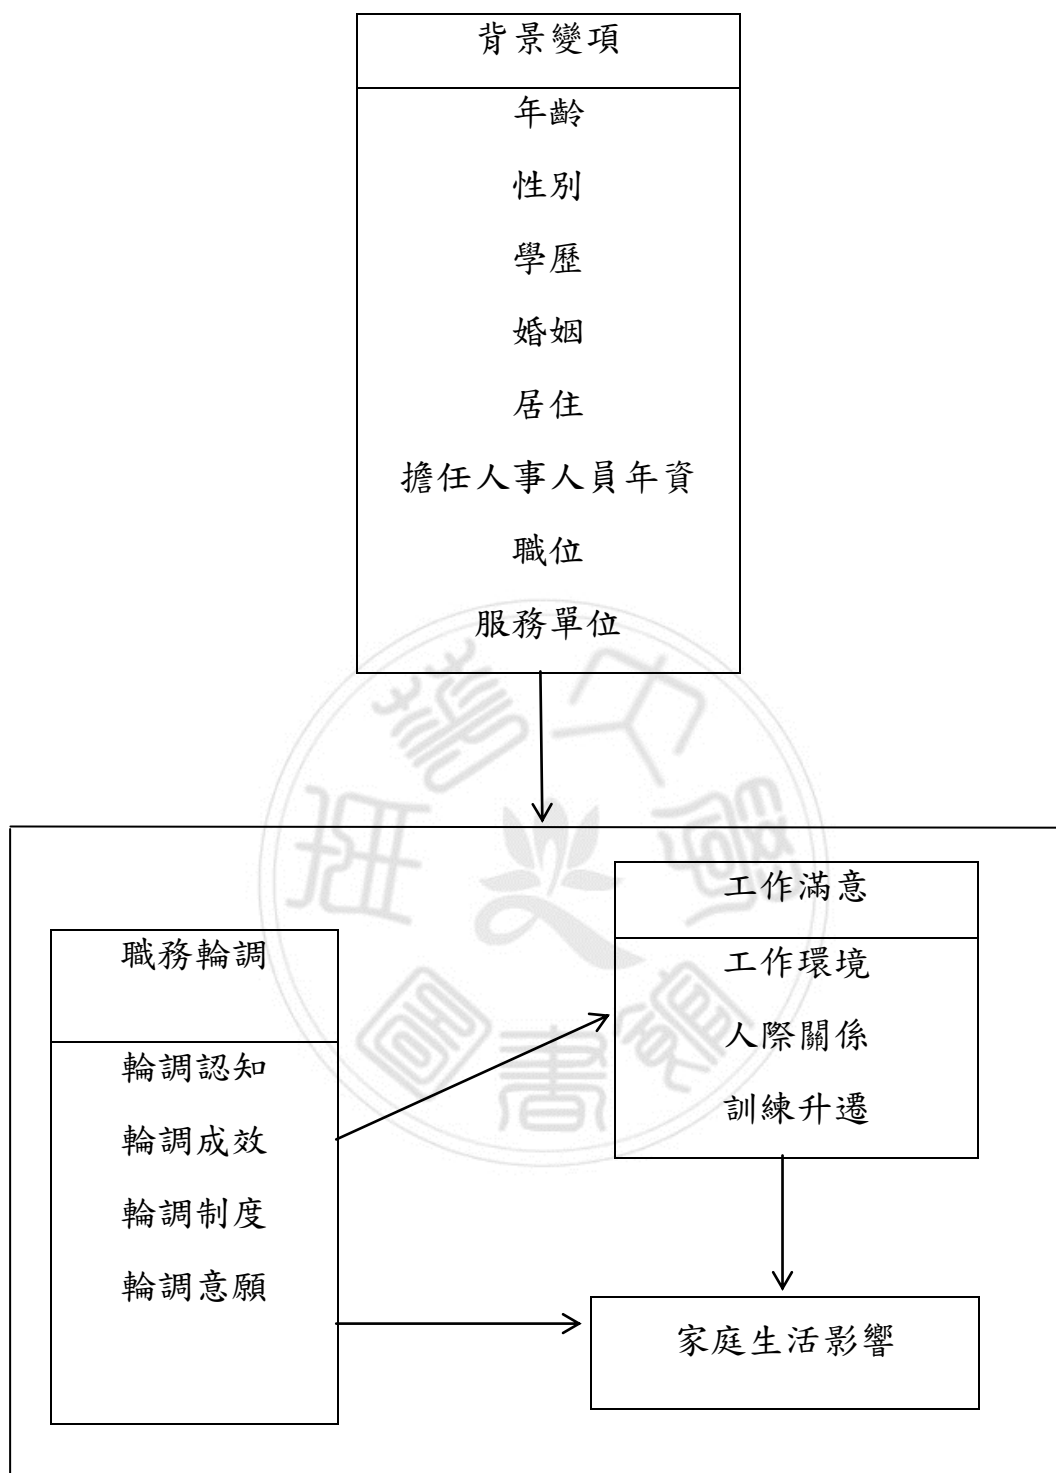 背景變項
年齡
性別
學歷
婚姻
居住
擔任人事人員年資
職位
服務單位
工作滿意
工作環境
人際關係
訓練升遷
職務輪調
輪調認知
輪調成效
輪調制度
輪調意願
家庭生活影響